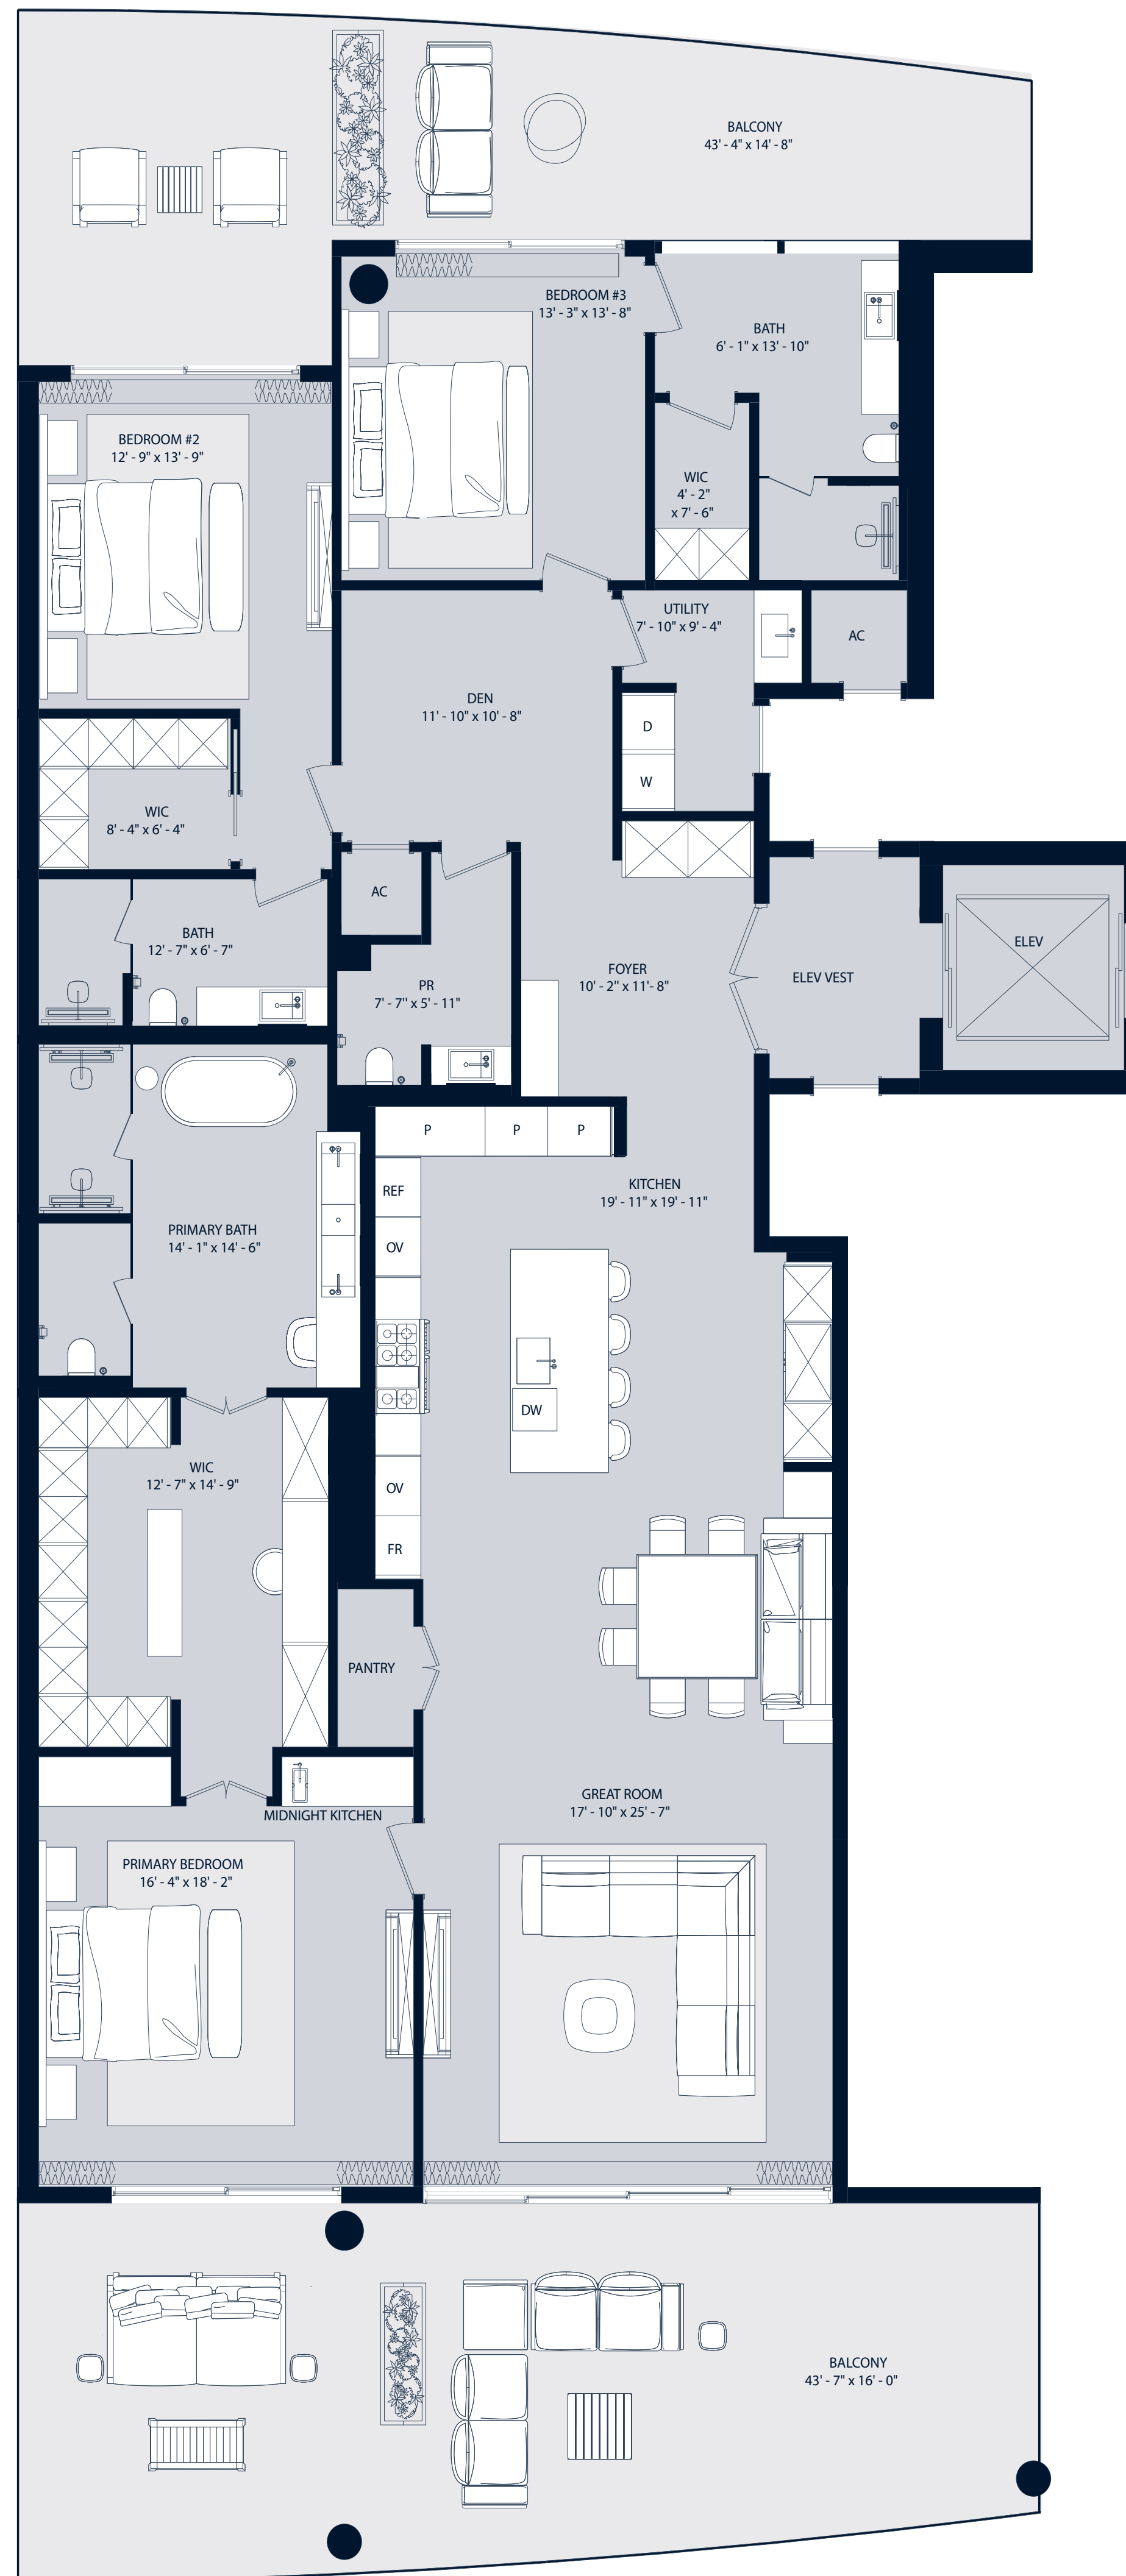 BALCONY
43' - 4" x 14' - 8"
BEDROOM #3
13' - 3" x 13' - 8"
BATH
6' - 1" x 13' - 10"
BEDROOM #2
12' - 9" x 13' - 9"
WIC
4' - 2"
x 7' - 6"
UTILITY
7' - 10" x 9' - 4"
AC
DEN
11' - 10" x 10' - 8"
D
W
WIC
8' - 4" x 6' - 4"
AC
BATH
12' - 7" x 6' - 7"
PR
7' - 7" x 5' - 11"
FOYER
10' - 2" x 11'- 8"
ELEV VEST
ELEV
P
P
P
REF
KITCHEN
19' - 11" x 19' - 11"
OV
PRIMARY BATH
14' - 1" x 14' - 6"
DW
WIC
12' - 7" x 14' - 9"
OV
FR
PANTRY
GREAT ROOM
17' - 10" x 25' - 7"
MIDNIGHT KITCHEN
PRIMARY BEDROOM
16' - 4" x 18' - 2"
BALCONY
43' - 7" x 16' - 0"